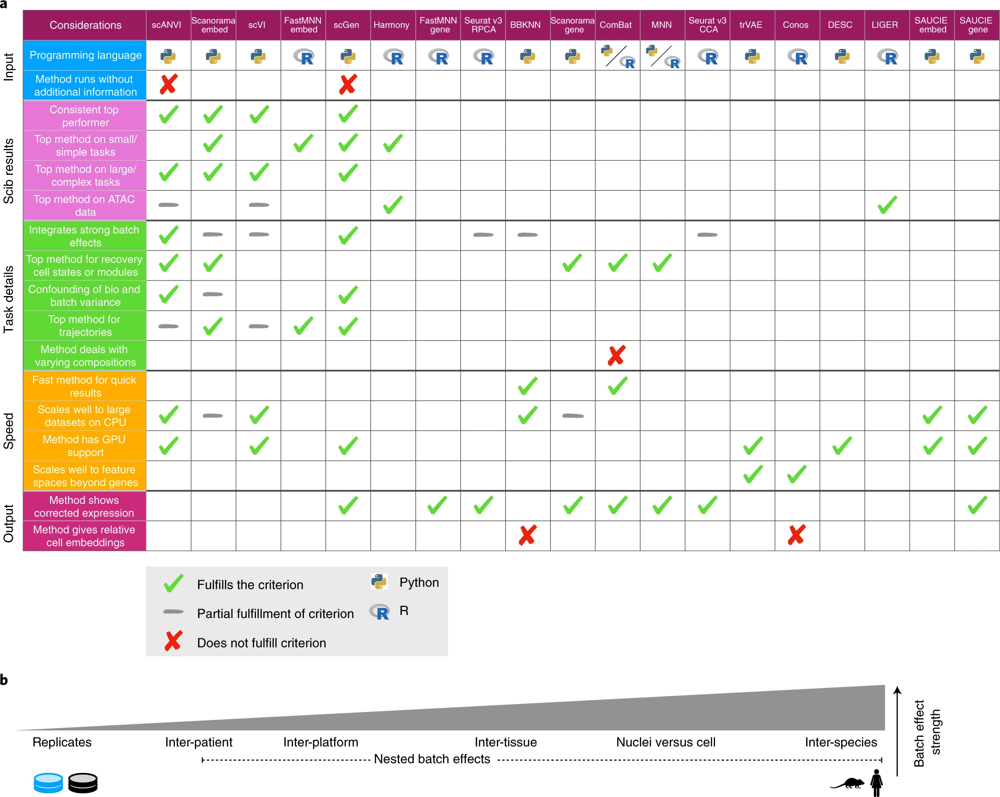 a
Considerations
scANVI
Scanorama
embed
scVI
FastMNN
embed
scGen
Harmony
FastMNN
gene
Seurat v3
RPCA
BBKNN
Scanorama
gene
ComBat
MNN
Seurat v3
CCA
trVAE
Conos
DESC
LIGER
SAUCIE
embed
SAUCIE
gene
Input
Programming language
R
R
R
R
R
R
R
R
R
Method runs without
additional information
Scib results
Consistent top
performer
Top method on small/
simple tasks
Top method on large/
complex tasks
Top method on ATAC
data
Task details
Integrates strong batch
effects
Top method for recovery
cell states or modules
Confounding of bio and
batch variance
Top method for
trajectories
Method deals with
varying compositions
Speed
Fast method for quick
results
Scales well to large
datasets on CPU
Method has GPU
support
Scales well to feature
spaces beyond genes
Output
Method shows
corrected expression
Method gives relative
cell embeddings
Fulfills the criterion
Python
Partial fulfillment of criterion
R
R
Does not fulfill criterion
b
Replicates
Inter-patient
Inter-platform
Inter-tissue
Nuclei versus cell
Inter-species
Nested batch effects
Batch effect
strength